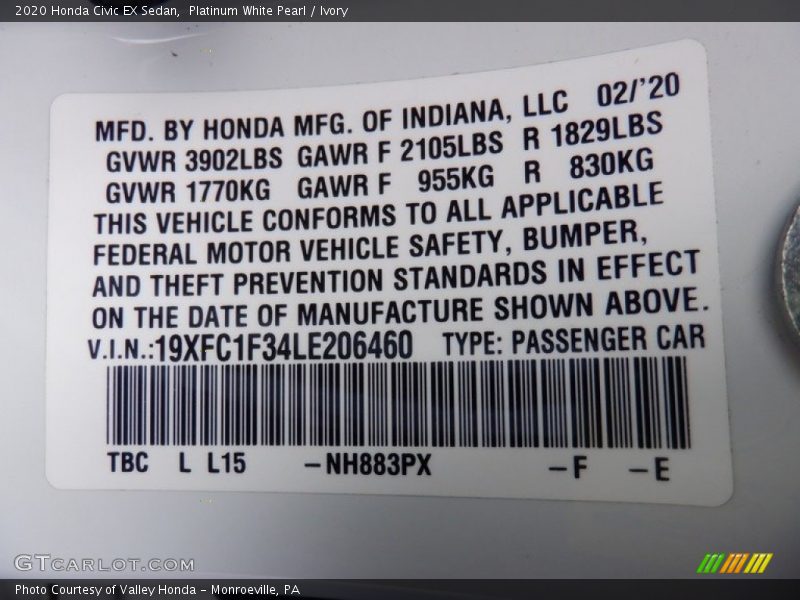 2020 Honda Civic EX Sedan, Platinum White Pearl / Ivory
MFD. BY HONDA MFG. OF INDIANA, LLC 02/'20
GVWR 3902LBS GAWR F 2105LBS R 1829LBS
GVWR 1770KG GAWR F 955KG R 830KG
THIS VEHICLE CONFORMS TO ALL APPLICABLE
FEDERAL MOTOR VEHICLE SAFETY, BUMPER,
AND THEFT PREVENTION STANDARDS IN EFFECT
ON THE DATE OF MANUFACTURE SHOWN ABOVE.
V.I.N.:19XFC1F34LE206460 TYPE: PASSENGER CAR
TBC L L15 –NH883PX –F –E
GTCARLOT.COM
Photo Courtesy of Valley Honda - Monroeville, PA